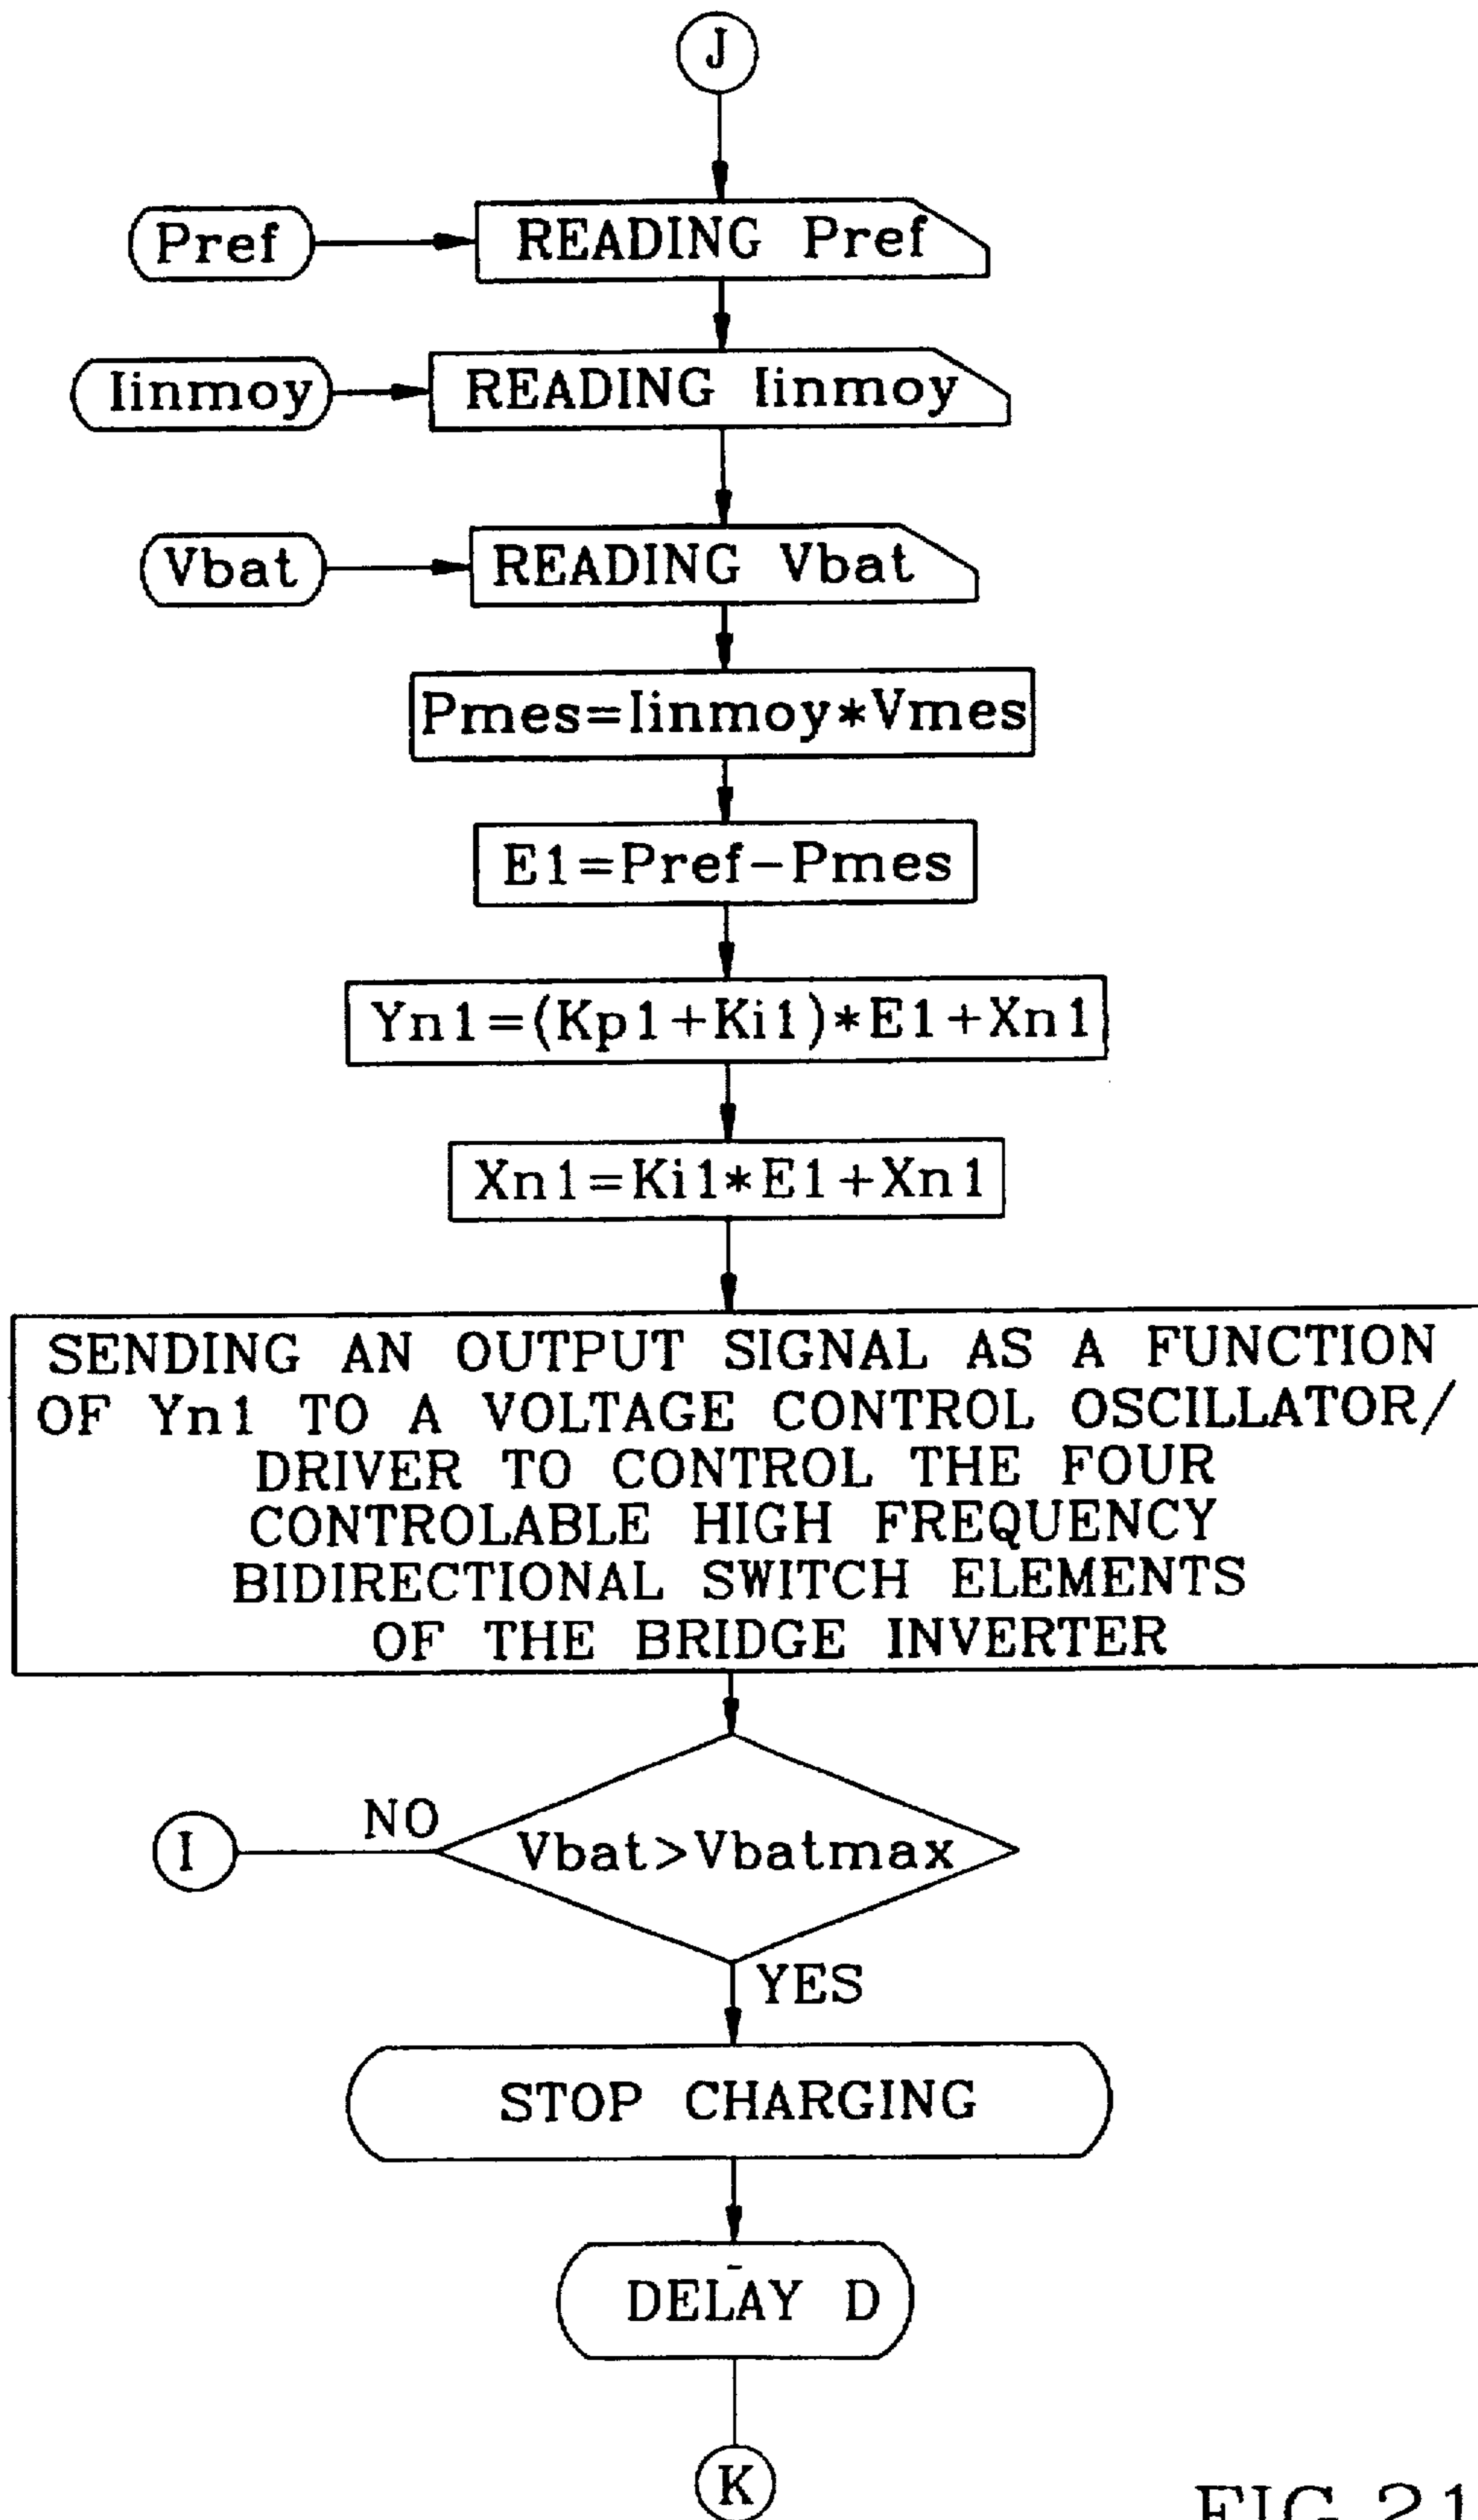 J
Pref
READING Pref
Iinmoy
READING Iinmoy
Vbat
READING Vbat
Pmes=Iinmoy*Vmes
E1=Pref-Pmes
Yn1=(Kp1+Ki1)*E1+Xn1
Xn1=Ki1*E1+Xn1
SENDING AN OUTPUT SIGNAL AS A FUNCTION
OF Yn1 TO A VOLTAGE CONTROL OSCILLATOR/
DRIVER TO CONTROL THE FOUR
CONTROLABLE HIGH FREQUENCY
BIDIRECTIONAL SWITCH ELEMENTS
OF THE BRIDGE INVERTER
NO
I
Vbat>Vbatmax
YES
STOP CHARGING
DELAY D
K
FIG 21